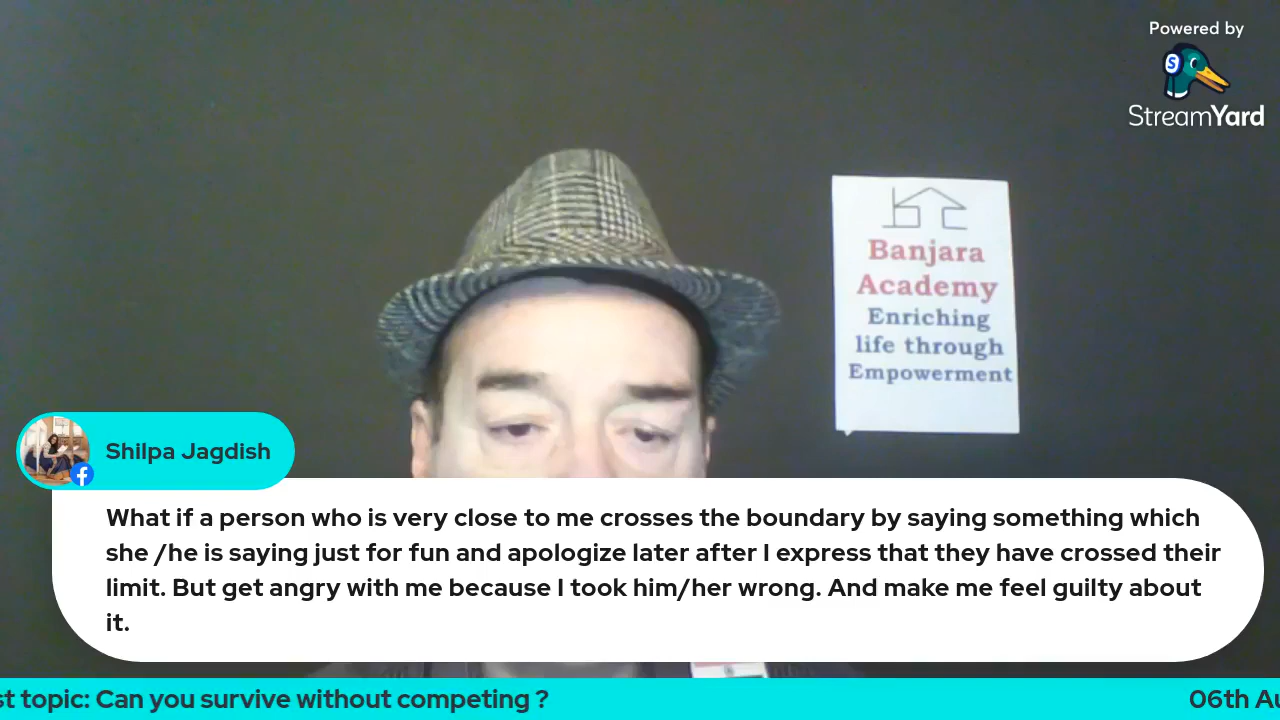 Powered by
StreamYard
Banjara
Academy
Enriching
life through
Empowerment
Shilpa Jagdish
What if a person who is very close to me crosses the boundary by saying something which
she /he is saying just for fun and apologize later after I express that they have crossed their
limit. But get angry with me because I took him/her wrong. And make me feel guilty about
it.
topic: Can you survive without competing ?
06th